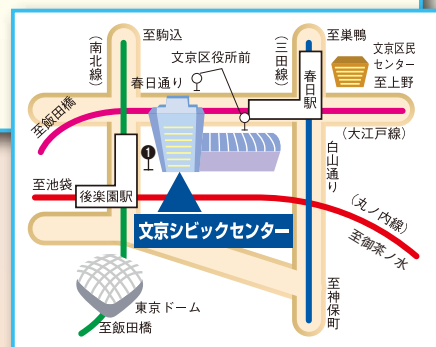 至駒込
(南北線)
文京区役所前
春日通り
(三田線)
至巣鴨
文京区民
センター
至上野
春日駅
至飯田橋
(大江戸線)
❶
白山通り
至池袋
後楽園駅
(丸ノ内線)
文京シビックセンター
至御茶ノ水
東京ドーム
至飯田橋
至神保町